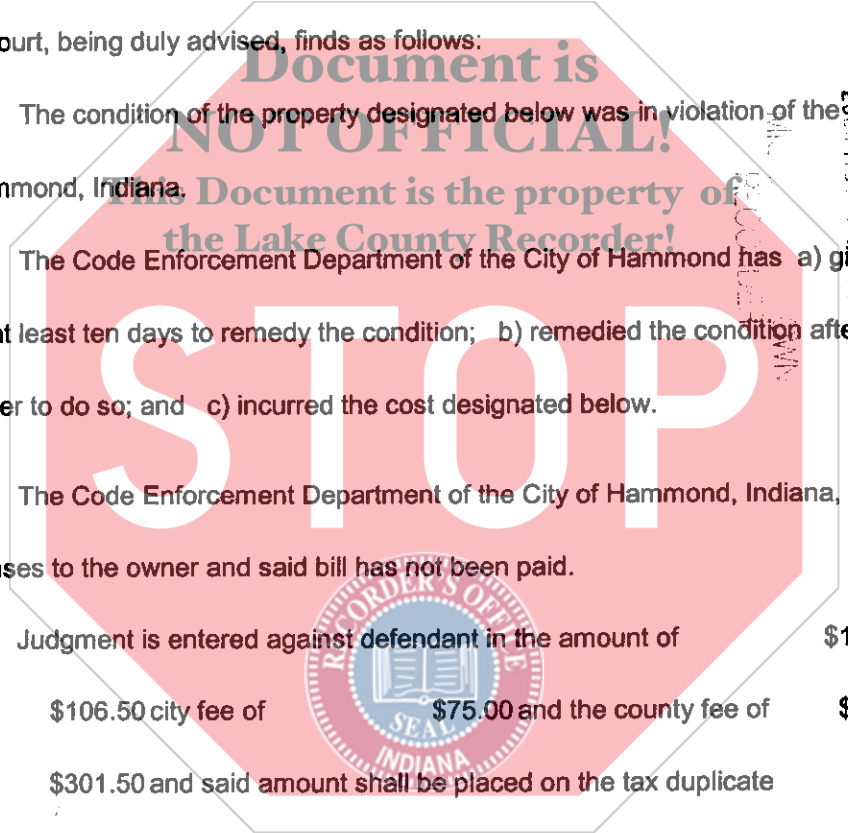 ourt, being duly advised, finds as follows:
Document is
The condition of the property designated below was in violation of the
NOT OFFICIAL!
mmond, Indiana.
This Document is the property of
the Lake County Recorder!
The Code Enforcement Department of the City of Hammond has a) gi
t least ten days to remedy the condition; b) remedied the condition afte
er to do so; and c) incurred the cost designated below.
STOP
The Code Enforcement Department of the City of Hammond, Indiana,
ses to the owner and said bill has not been paid.
RECORDER'S OFFICE
Judgment is entered against defendant in the amount of $1
$106.50 city fee of $75.00 and the county fee of $
SEAL
INDIANA
$301.50 and said amount shall be placed on the tax duplicate